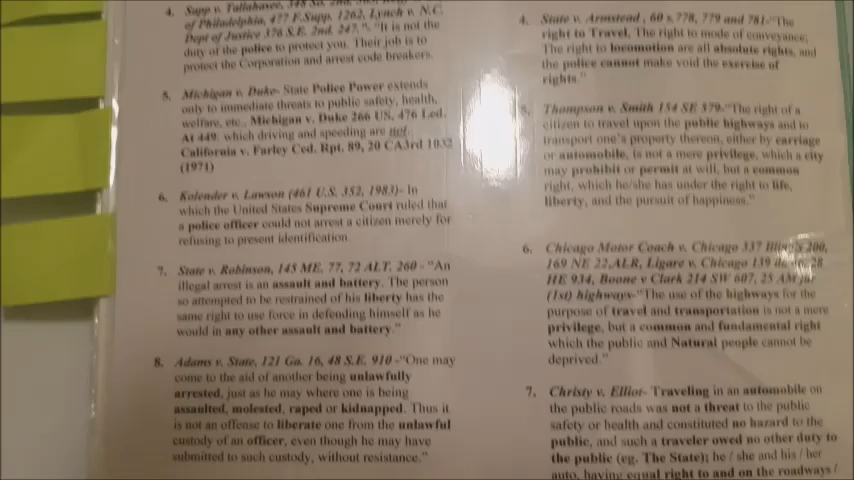 4. Sapp v. Tallahasee, 348 So. 2nd.
of Philadelphia, 477 F.Supp. 1262, Lynch v. N.C.
Dept of Justice 376 S.E. 2nd. 247,", "It is not the
duty of the police to protect you. Their job is to
protect the Corporation and arrest code breakers.
5. Michigan v. Duke- State Police Power extends
only to immediate threats to public safety, health,
welfare, etc., Michigan v. Duke 266 US, 476 Led.
At 449: which driving and speeding are not.
California v. Farley Ced. Rpt. 89, 20 CA3rd 1032
(1971)
6. Kolender v. Lawson (461 U.S. 352, 1983)- In
which the United States Supreme Court ruled that
a police officer could not arrest a citizen merely for
refusing to present identification.
7. State v. Robinson, 145 ME. 77, 72 ALT. 260 - "An
illegal arrest is an assault and battery. The person
so attempted to be restrained of his liberty has the
same right to use force in defending himself as he
would in any other assault and battery."
8. Adams v. State, 121 Ga. 16, 48 S.E. 910 -"One may
come to the aid of another being unlawfully
arrested, just as he may where one is being
assaulted, molested, raped or kidnapped. Thus it
is not an offense to liberate one from the unlawful
custody of an officer, even though he may have
submitted to such custody, without resistance."
4. State v. Armstead, 60 s. 778, 779 and 781-"The
right to Travel, The right to mode of conveyance;
The right to locomotion are all absolute rights, and
the police cannot make void the exercise of
rights."
5. Thompson v. Smith 154 SE 579-"The right of a
citizen to travel upon the public highways and to
transport one's property thereon, either by carriage
or automobile, is not a mere privilege, which a city
may prohibit or permit at will, but a common
right, which he/she has under the right to life,
liberty, and the pursuit of happiness."
6. Chicago Motor Coach v. Chicago 337 200,
169 NE 22,ALR, Ligare v. Chicago 139 28
HE 934, Boone v Clark 214 SW 607, 25 AM jur
(1st) highways-"The use of the highways for the
purpose of travel and transportation is not a mere
privilege, but a common and fundamental right
which the public and Natural people cannot be
deprived."
7. Christy v. Elliot- Traveling in an automobile on
the public roads was not a threat to the public
safety or health and constituted no hazard to the
public, and such a traveler owed no other duty to
the public (eg. The State); he / she and his / her
auto, having equal right to and on the roadways /